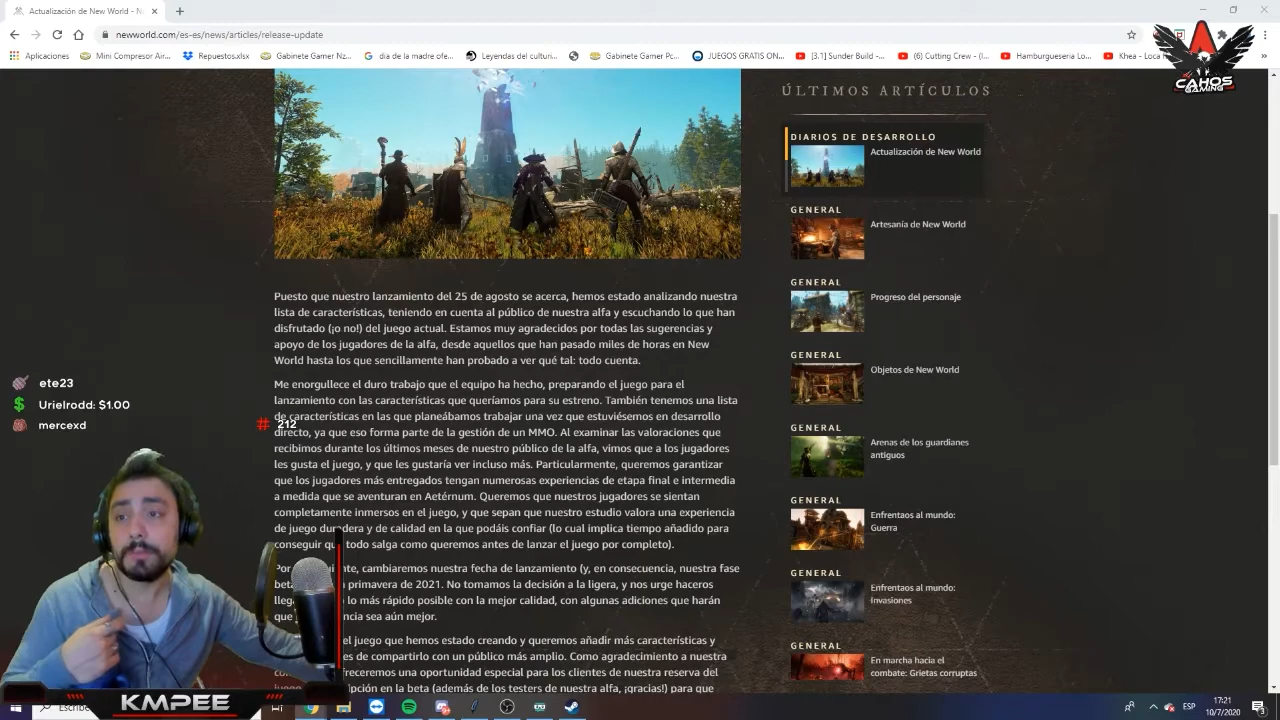 Actualización de New World - Ne
newworld.com/es-es/news/articles/release-update
Aplicaciones
Mini Compresor Air...
Repuestos.xlsx
Gabinete Gamer Nz...
dia de la madre ofe...
Leyendas/release-cultur...
Gabinete Gamer Pc...
JUEGOS GRATIS ON...
[3.1] Sunder Build -...
(6) Cutting Crew - (I...
Hamburgueseria Lo...
Khea - Loca
CAHOS
GAMING
ÚLTIMOS ARTÍCULOS
DIARIOS DE DESARROLLO
Actualización de New World
GENERAL
Artesanía de New World
GENERAL
Progreso del personaje
GENERAL
Objetos de New World
GENERAL
Arenas de los guardianes
antiguos
GENERAL
Enfrentaos al mundo:
Guerra
GENERAL
Enfrentaos al mundo:
Invasiones
GENERAL
En marcha hacia el
combate: Grietas corruptas
Puesto que nuestro lanzamiento del 25 de agosto se acerca, hemos estado analizando nuestra
lista de características, teniendo en cuenta al público de nuestra alfa y escuchando lo que han
disfrutado (¡o no!) del juego actual. Estamos muy agradecidos por todas las sugerencias y
apoyo de los jugadores de la alfa, desde aquellos que han pasado miles de horas en New
World hasta los que sencillamente han probado a ver qué tal: todo cuenta.
Me enorgullece el duro trabajo que el equipo ha hecho, preparando el juego para el
lanzamiento con las características que queríamos para su estreno. También tenemos una lista
de características en las que planeábamos trabajar una vez que estuviésemos en desarrollo
directo, ya que eso forma parte de la gestión de un MMO. Al examinar las valoraciones que
recibimos durante los últimos meses de nuestro público de la alfa, vimos que a los jugadores
les gusta el juego, y que les gustaría ver incluso más. Particularmente, queremos garantizar
que los jugadores más entregados tengan numerosas experiencias de etapa final e intermedia
a medida que se aventuran en Aetérnum. Queremos que nuestros jugadores se sientan
completamente inmersos en el juego, y que sepan que nuestro estudio valora una experiencia
de juego duradera y de calidad en la que podáis confiar (lo cual implica tiempo añadido para
conseguir que todo salga como queremos antes de lanzar el juego por completo).
Por nte, cambiaremos nuestra fecha de lanzamiento (y, en consecuencia, nuestra fase
beta primavera de 2021. No tomamos la decisión a la ligera, y nos urge haceros
lleg lo más rápido posible con la mejor calidad, con algunas adiciones que harán
que ncia sea aún mejor.
el juego que hemos estado creando y queremos añadir más características y
es de compartirlo con un público más amplio. Como agradecimiento a nuestra
freceremos una oportunidad especial para los clientes de nuestra reserva del
juego ripción en la beta (además de los testers de nuestra alfa, ¡gracias!) para que
ete23
Urielrodd: $1.00
mercexd
# 212
KMPEE
Escribe
ESP
17:21
10/7/2020